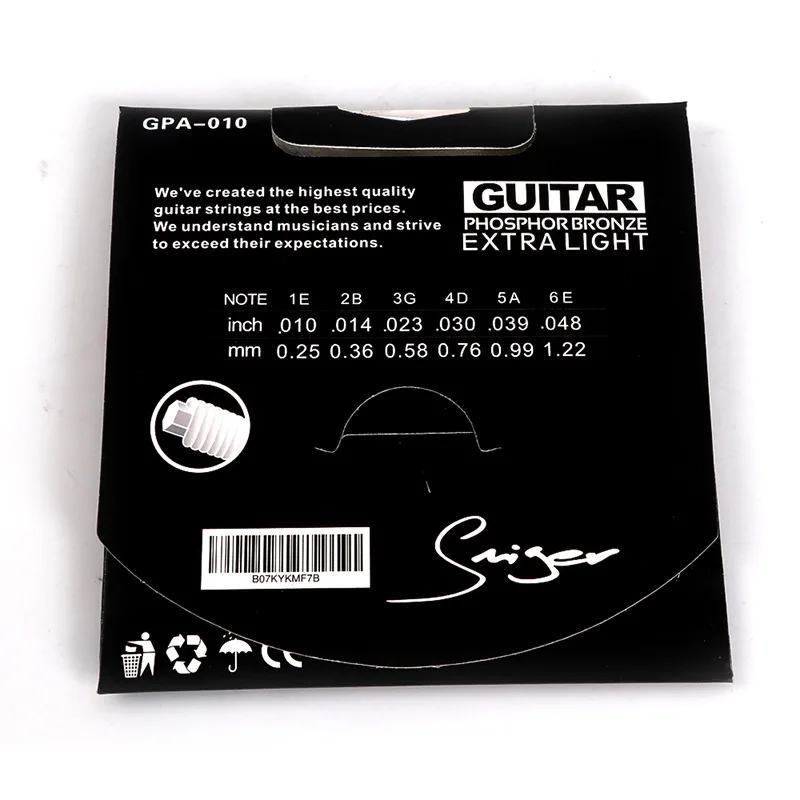 GPA-010
We've created the highest quality
guitar strings at the best prices.
We understand musicians and strive
to exceed their expectations.
GUITAR
PHOSPHOR BRONZE
EXTRA LIGHT
NOTE 1E 2B 3G 4D 5A 6E
inch .010 .014 .023 .030 .039 .048
mm 0.25 0.36 0.58 0.76 0.99 1.22
B07KYKMF7B
Smiger